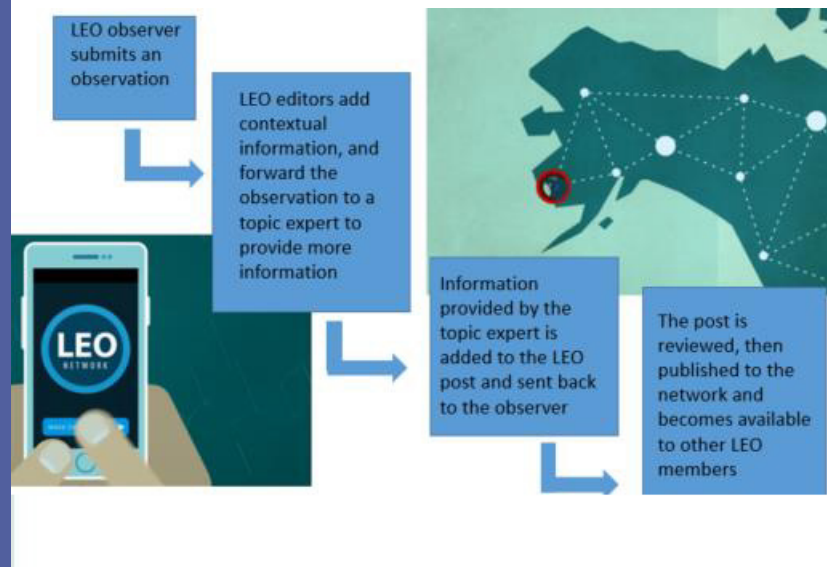 LEO observer
submits an
observation
LEO editors add
contextual
information, and
forward the
observation to a
topic expert to
provide more
information
Information
provided by the
topic expert is
added to the LEO
post and sent back
to the observer
The post is
reviewed, then
published to the
network and
becomes available
to other LEO
members
LEO
NETWORK